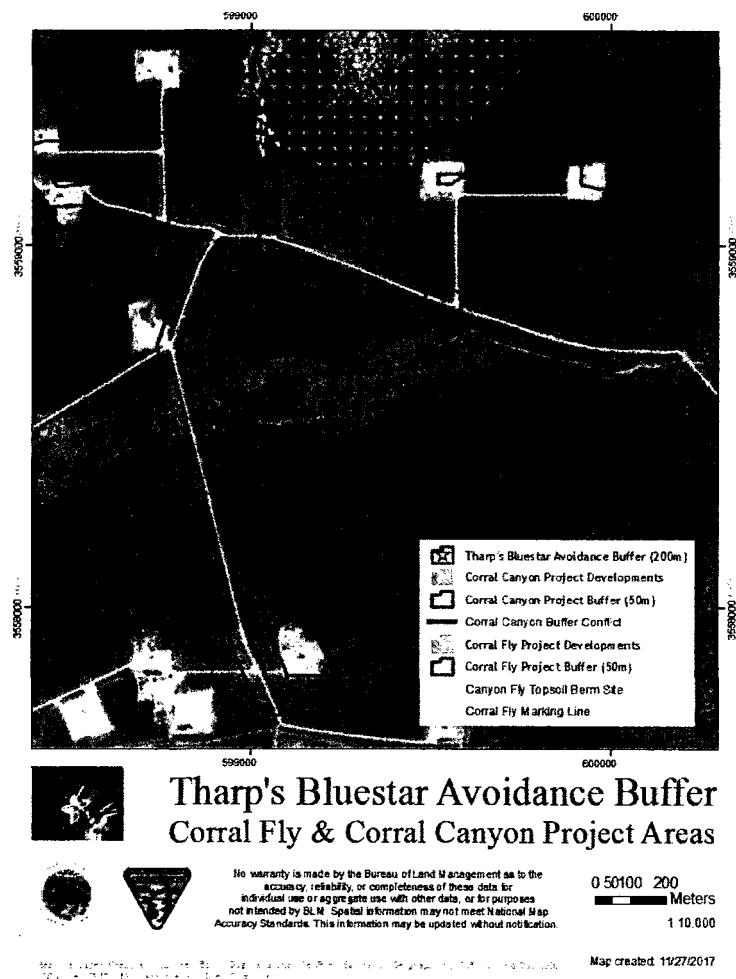 599000
600000
3559000
3559000
3558000
3558000
Tharp's Bluestar Avoidance Buffer (200m)
Corral Canyon Project Developments
Corral Canyon Project Buffer (50m)
Corral Canyon Buffer Conflict
Corral Fly Project Developments
Corral Fly Project Buffer (50m)
Canyon Fly Topsoil Berm Site
Corral Fly Marking Line
599000
600000
Tharp's Bluestar Avoidance Buffer
Corral Fly & Corral Canyon Project Areas
No warranty is made by the Bureau of Land Management as to the
accuracy, reliability, or completeness of these data for
individual use or aggregate use with other data, or for purposes
not intended by BLM. Spatial information may not meet National Map
Accuracy Standards. This information may be updated without notification.
0 50100 200
Meters
1:10,000
Map created: 11/27/2017